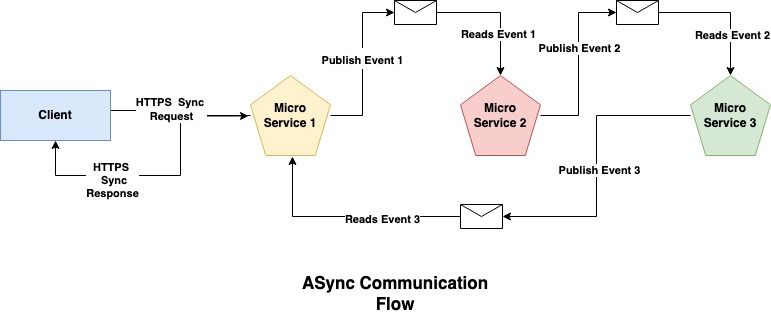 Client
HTTPS Sync
Request
HTTPS
Sync
Response
Micro
Service 1
Publish Event 1
Reads Event 1
Micro
Service 2
Publish Event 2
Reads Event 2
Micro
Service 3
Publish Event 3
Reads Event 3
ASync Communication
Flow